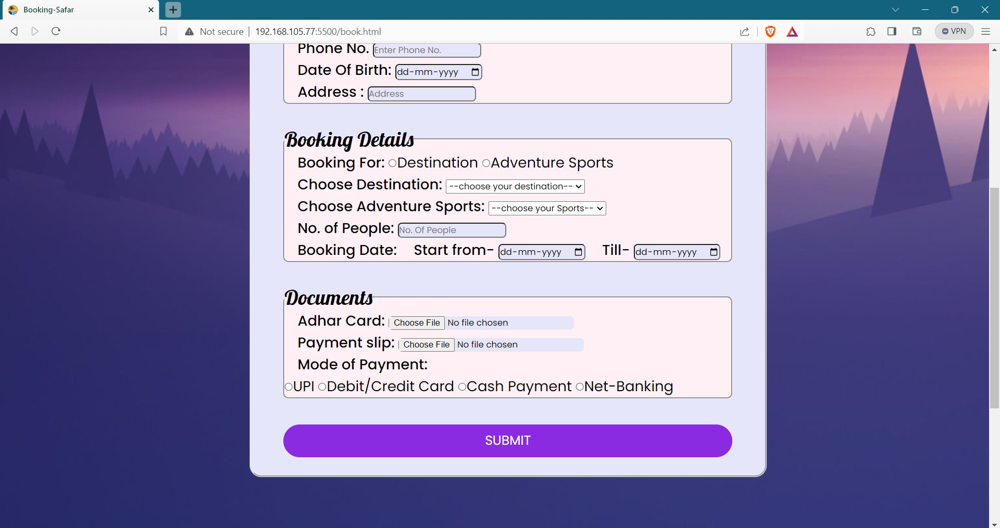 Booking-Safar
Not secure 192.168.105.77:5500/book.html VPN
Phone No. Enter Phone No.
Date Of Birth: dd-mm-yyyy
Address : Address
Booking Details
Booking For: Destination Adventure Sports
Choose Destination: --choose your destination--
Choose Adventure Sports: --choose your Sports--
No. of People: No. Of People
Booking Date: Start from- dd-mm-yyyy Till- dd-mm-yyyy
Documents
Adhar Card: Choose File No file chosen
Payment slip: Choose File No file chosen
Mode of Payment:
UPI Debit/Credit Card Cash Payment Net-Banking
SUBMIT